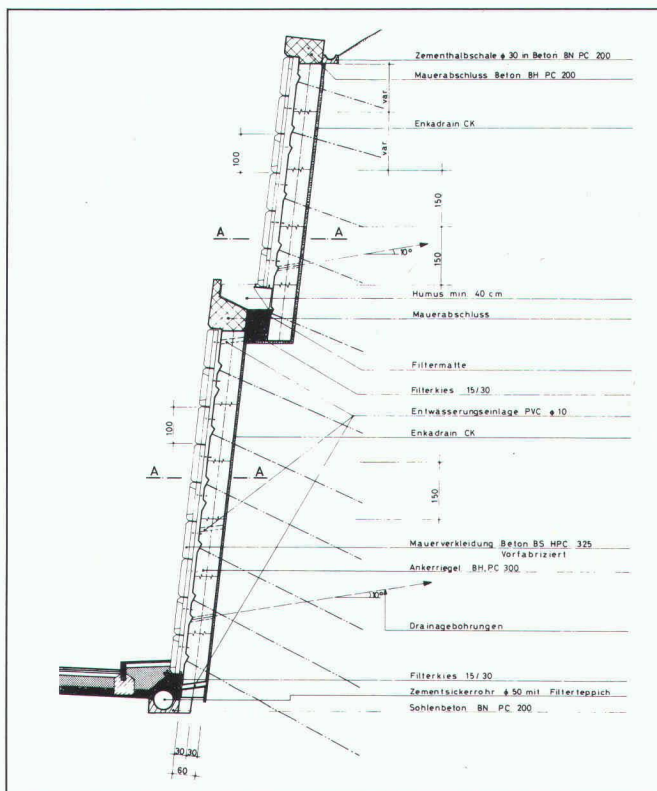 Zementhalbschale ϕ 30 in Beton BN PC 200
Mauerabschluss Beton BH PC 200
var.
Enkadrain CK
var.
100
150
A A
150
10°
Humus min. 40 cm
Mauerabschluss
Filtermatte
Filterkies 15/30
Entwässerungseinlage PVC ϕ 10
100
Enkadrain CK
A A
150
Mauerverkleidung Beton BS HPC 325
Vorfabriziert
Ankerriegel BH, PC 300
10°
Drainagebohrungen
Filterkies 15/30
Zementsickerrohr ϕ 50 mit Filterteppich
Sohlenbeton BN PC 200
30 30
60